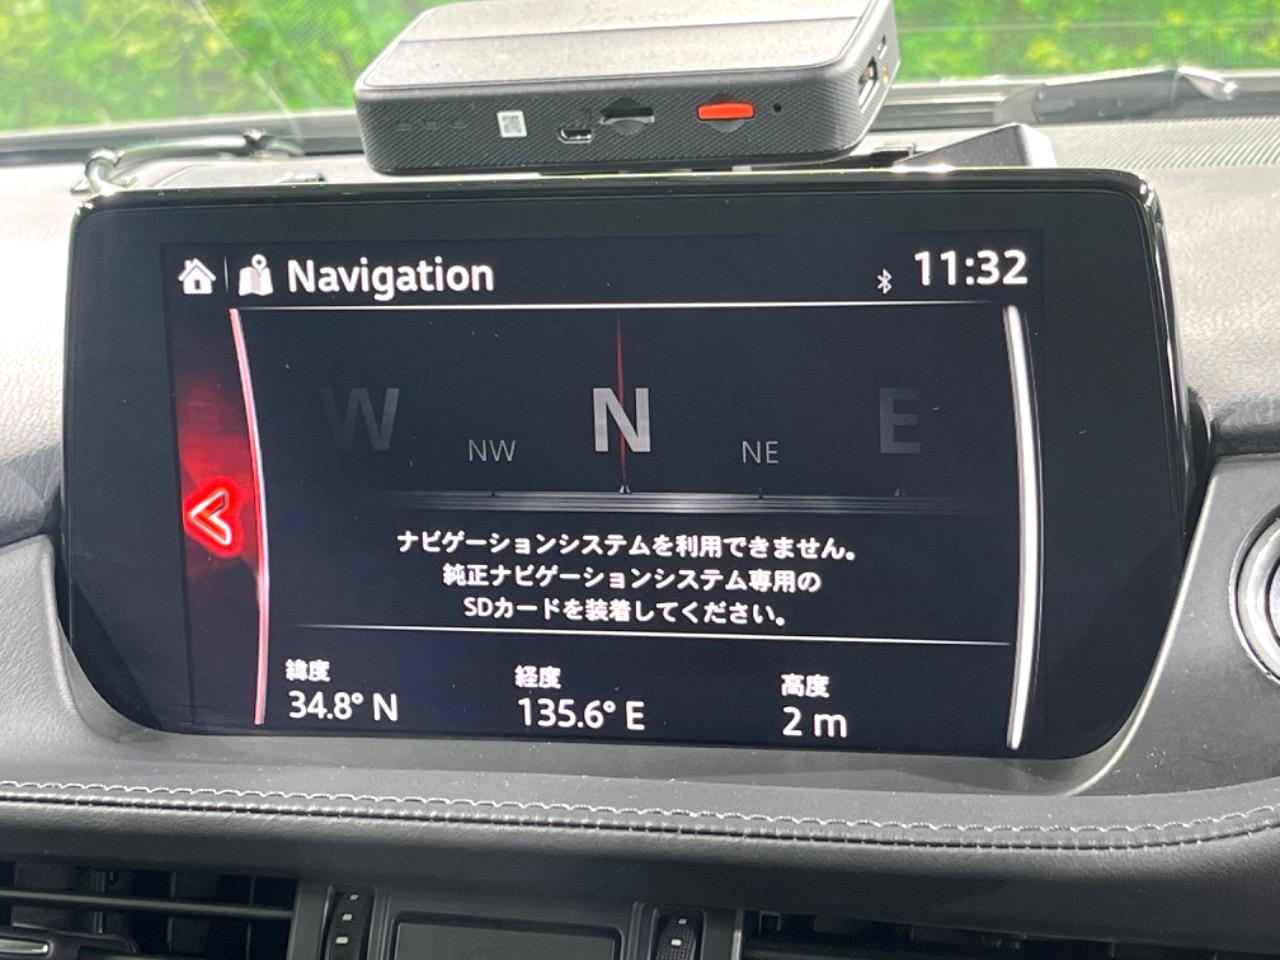 Navigation
11:32
W
NW
N
NE
E
ナビゲーションシステムを利用できません。
純正ナビゲーションシステム専用の
SDカードを装着してください。
緯度
経度
高度
34.8° N
135.6° E
2 m